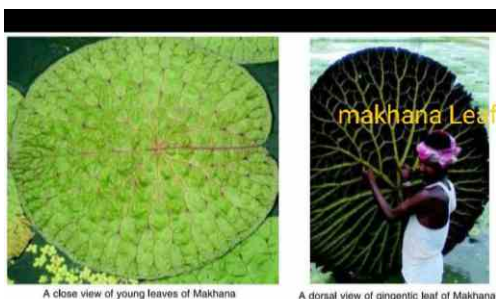 makhana Leaf
A close view of young leaves of Makhana
A dorsal view of gingentic leaf of Makhana